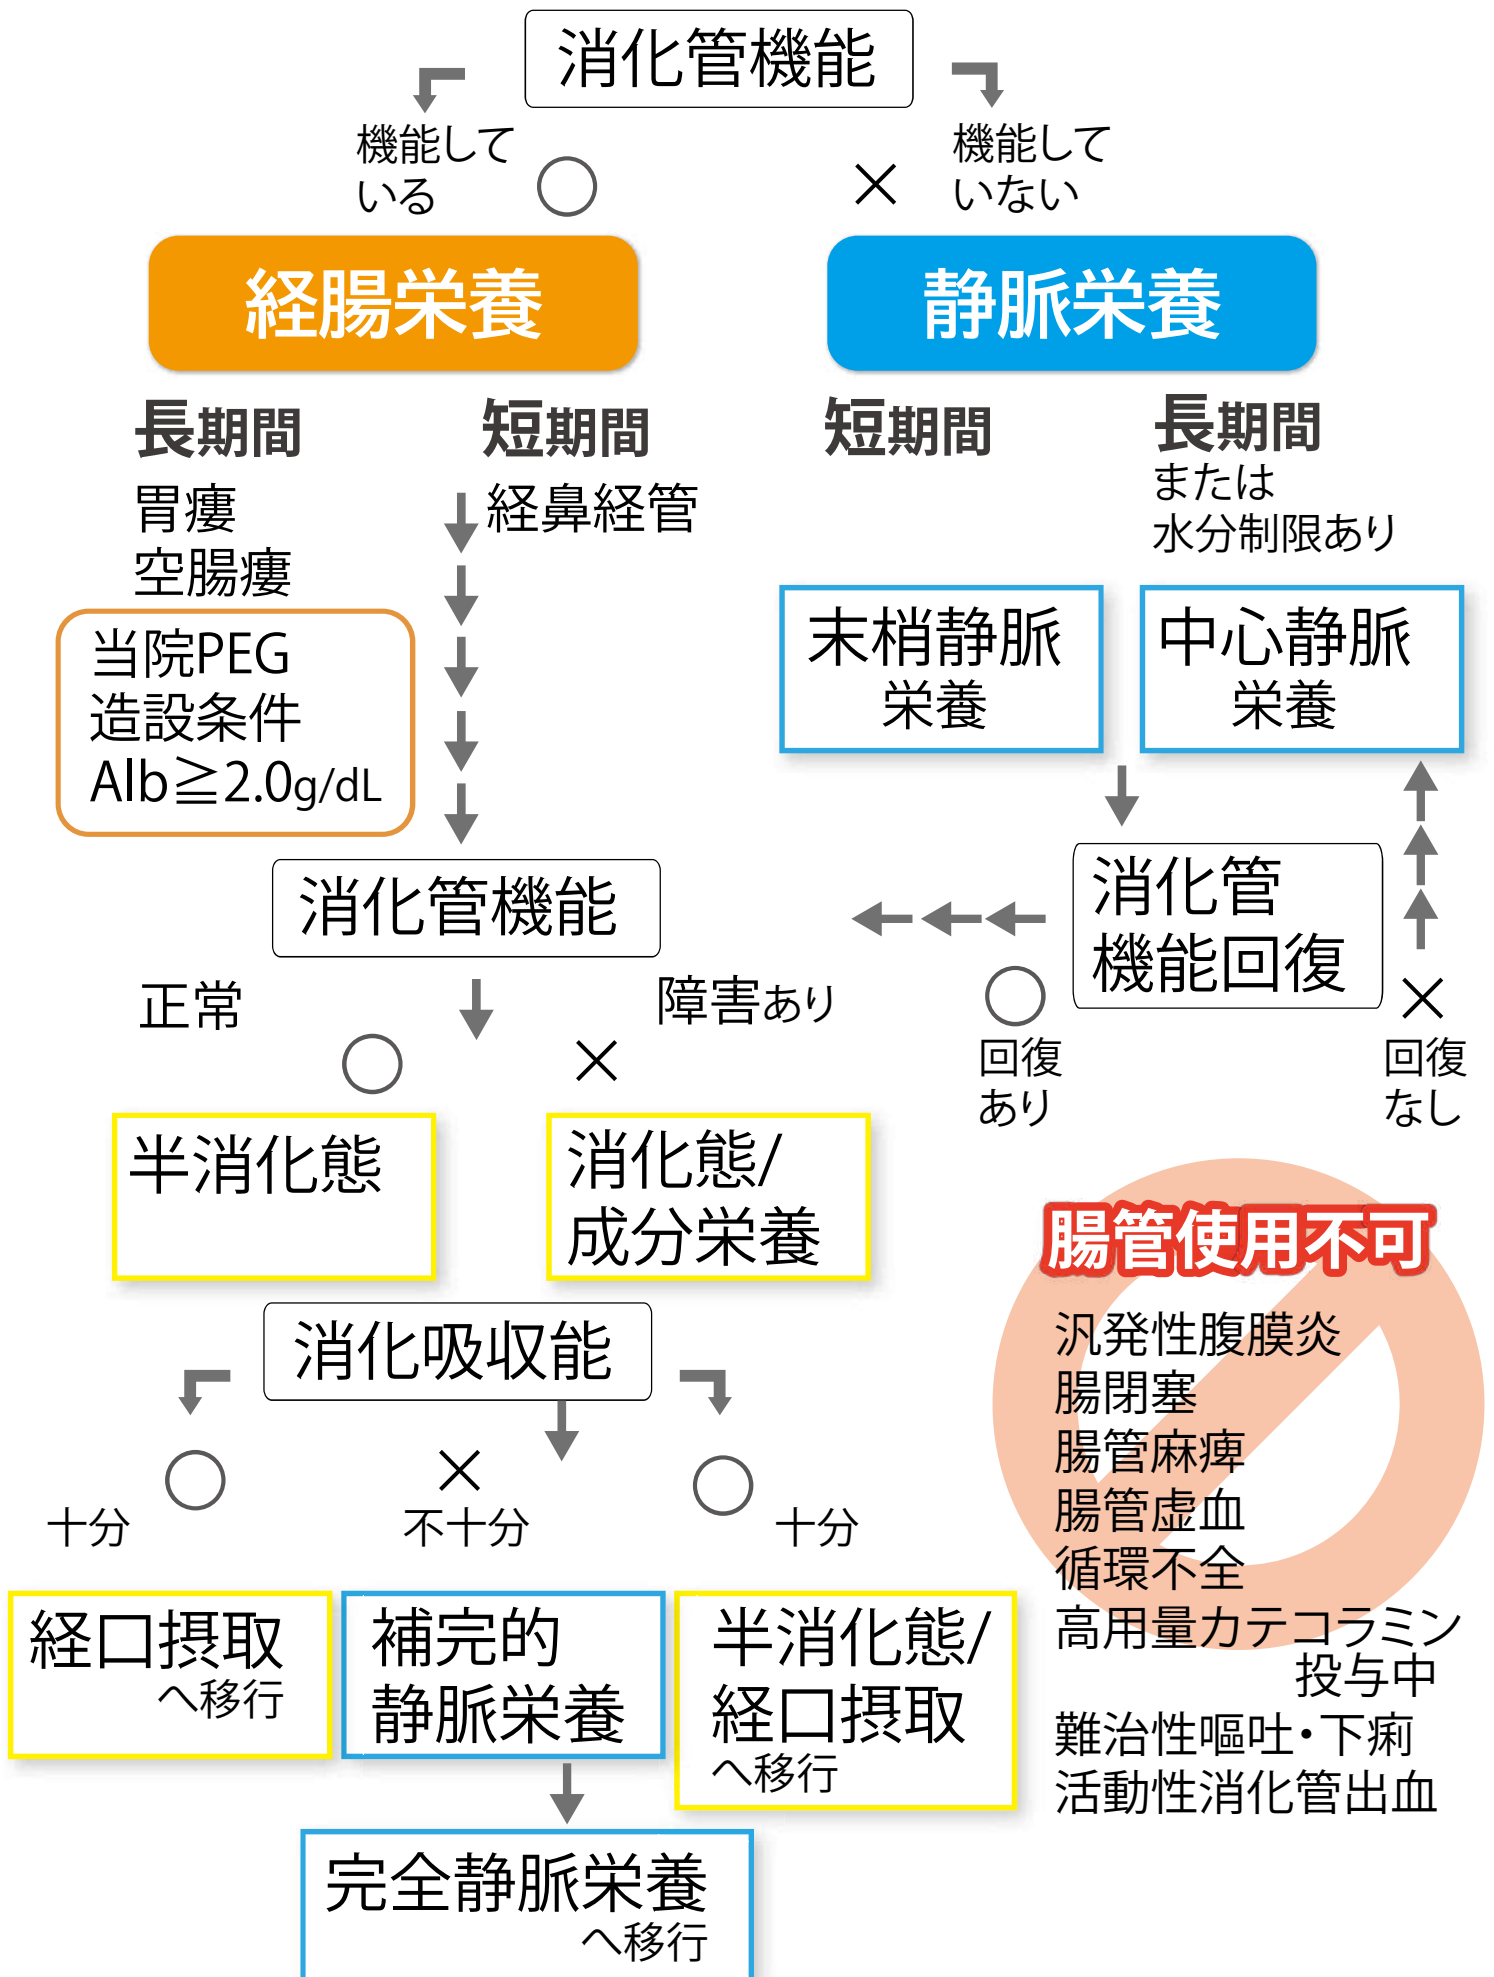 消化管機能
機能して
いる
○
×
機能して
いない
経腸栄養
静脈栄養
長期間
胃瘻
空腸瘻
当院PEG
造設条件
Alb≧2.0g/dL
短期間
経鼻経管
短期間
末梢静脈
栄養
長期間
または
水分制限あり
中心静脈
栄養
消化管
機能回復
○
回復
あり
×
回復
なし
消化管機能
正常
○
×
障害あり
半消化態
消化態/
成分栄養
消化吸収能
○
十分
×
不十分
○
十分
経口摂取
へ移行
補完的
静脈栄養
半消化態/
経口摂取
へ移行
完全静脈栄養
へ移行
腸管使用不可
汎発性腹膜炎
腸閉塞
腸管麻痺
腸管虚血
循環不全
高用量カテコラミン
投与中
難治性嘔吐・下痢
活動性消化管出血